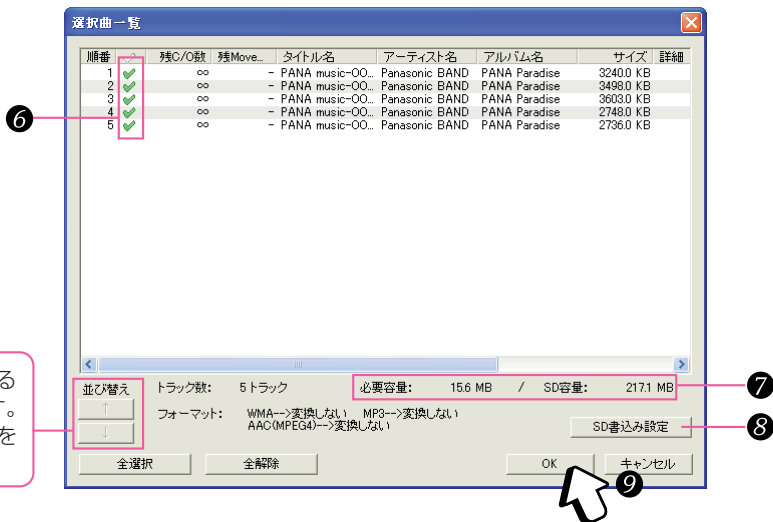 選択曲一覧
順番 残C/O数 残Move... タイトル名 アーティスト名 アルバム名 サイズ 詳細
1 ∞ - PANA music-OO... Panasonic BAND PANA Paradise 3240.0 KB
2 ∞ - PANA music-OO... Panasonic BAND PANA Paradise 3498.0 KB
3 ∞ - PANA music-OO... Panasonic BAND PANA Paradise 3603.0 KB
4 ∞ - PANA music-OO... Panasonic BAND PANA Paradise 2748.0 KB
5 ∞ - PANA music-OO... Panasonic BAND PANA Paradise 2736.0 KB
❻
る
す。
を
並び替え
↑
↓
トラック数: 5トラック 必要容量: 15.6 MB / SD容量: 217.1 MB
❼
フォーマット: WMA-->変換しない MP3-->変換しない
AAC(MPEG4)-->変換しない
SD書込み設定
❽
全選択 全解除 OK キャンセル
❾